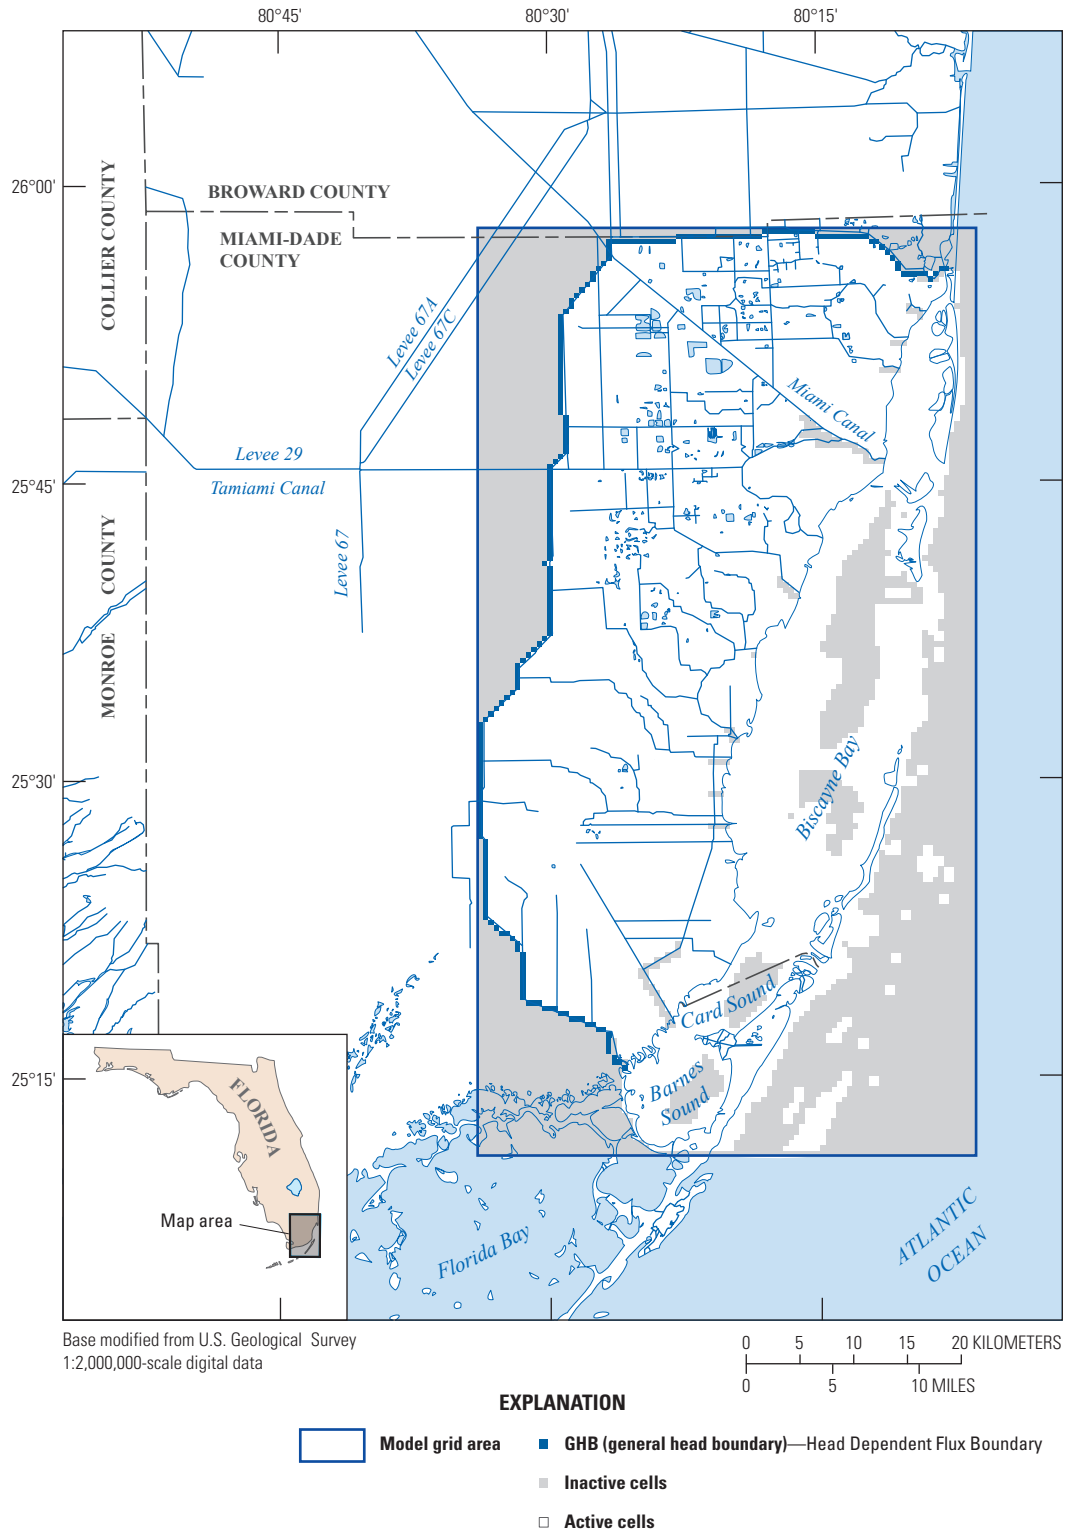 80°45'
80°30'
80°15'
26°00'
25°45'
25°30'
25°15'
COLLIER COUNTY
BROWARD COUNTY
MIAMI-DADE
COUNTY
Levee 67A
Levee 67C
Miami Canal
Levee 29
Tamiami Canal
Levee 67
MONROE COUNTY
Biscayne Bay
Card Sound
Barnes
Sound
FLORIDA
Map area
Florida Bay
ATLANTIC
OCEAN
Base modified from U.S. Geological Survey
1:2,000,000-scale digital data
0 5 10 15 20 KILOMETERS
0 5 10 MILES
EXPLANATION
Model grid area
GHB (general head boundary)—Head Dependent Flux Boundary
Inactive cells
Active cells